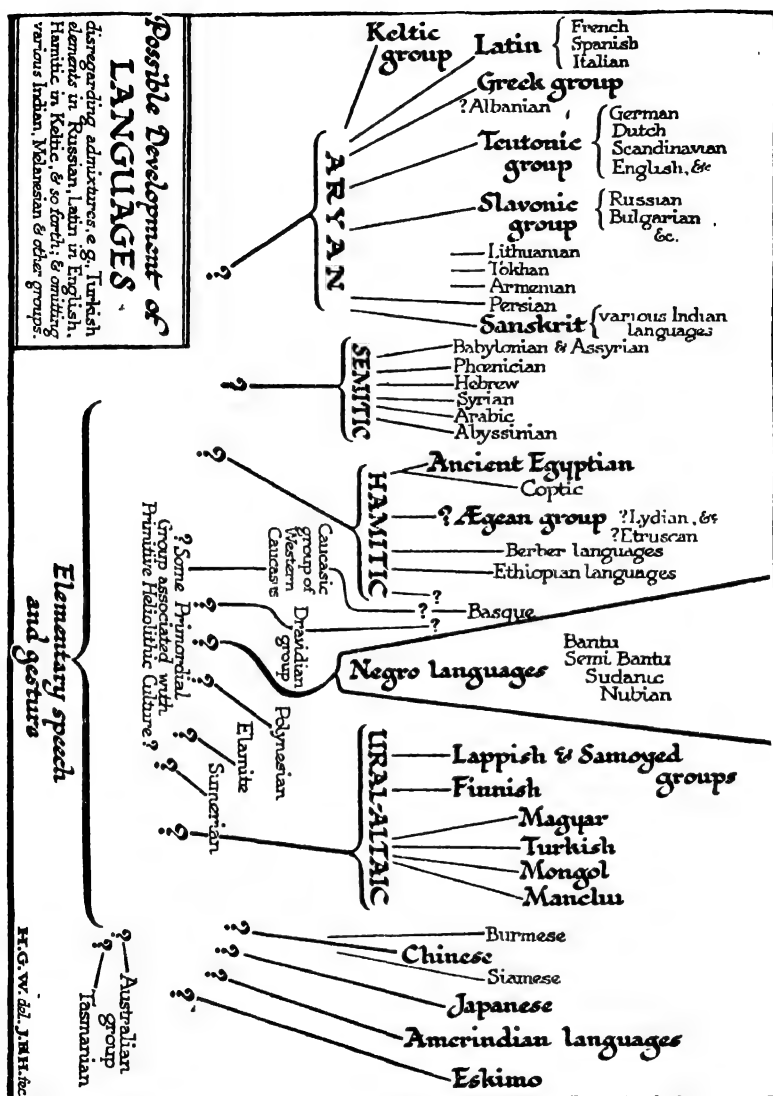 Possible Development of
LANGUAGES
disregarding admixtures, e.g., Turkish
elements in Russian, Latin in English,
Hamitic in Keltic, & so forth; & omitting
various Indian, Melanesian & other groups.
Keltic
group
Latin
French
Spanish
Italian
Greek group
?Albanian
Teutonic
group
German
Dutch
Scandinavian
English, &c
Slavonic
group
Russian
Bulgarian
&c.
Lithuanian
Tokhan
Armenian
Persian
Sanskrit
various Indian
languages
ARYAN
?
SEMITIC
Babylonian & Assyrian
Phœnician
Hebrew
Syrian
Arabic
Abyssinian
?
HAMITIC
Ancient Egyptian
Coptic
? Ægean group
?Lydian, &c
?Etruscan
Berber languages
Ethiopian languages
?
?
Caucasic
group of
Western
Caucasus
? Basque
Dravidian
group
?
?
?Some Primordial
Group associated with
Primitive Heliolithic Culture?
Negro languages
Bantu
Semi Bantu
Sudanic
Nubian
?
Polynesian
?
Elamite
?
Sumerian
?
URAL-ALTAIC
Lappish & Samoyed
groups
Finnish
Magyar
Turkish
Mongol
Manchu
?
Elementary speech
and gesture
?
Burmese
Chinese
Siamese
?
Japanese
?
Amerindian languages
?
Eskimo
?
Australian
group
?
Tasmanian
H.G.W. del. J.F.H. fec